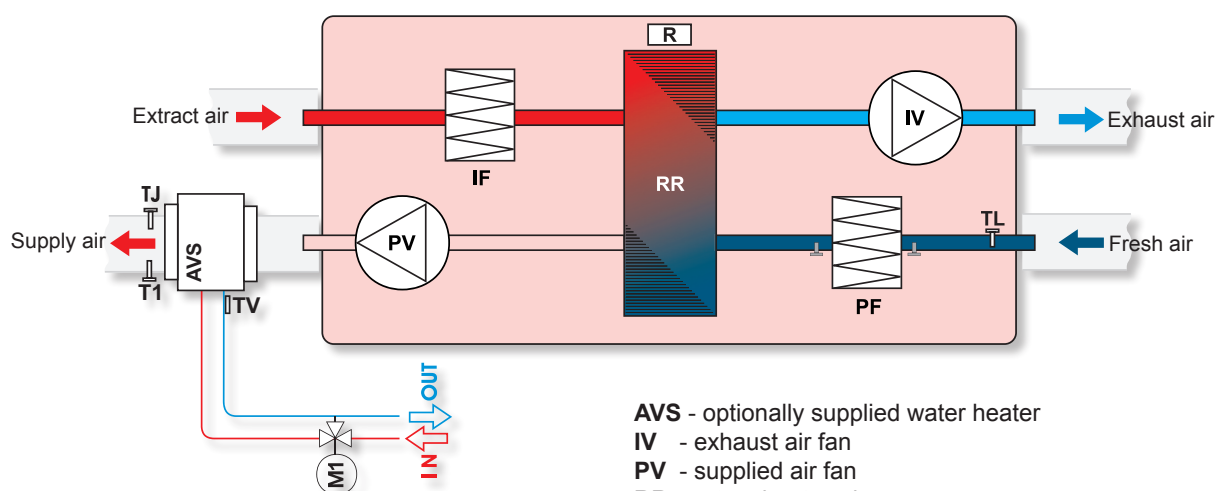 R
Extract air
IF
RR
IV
Exhaust air
TJ
Supply air
AVS
T1
TV
PV
PF
TL
Fresh air
OUT
IN
M1
AVS - optionally supplied water heater
IV - exhaust air fan
PV - supplied air fan